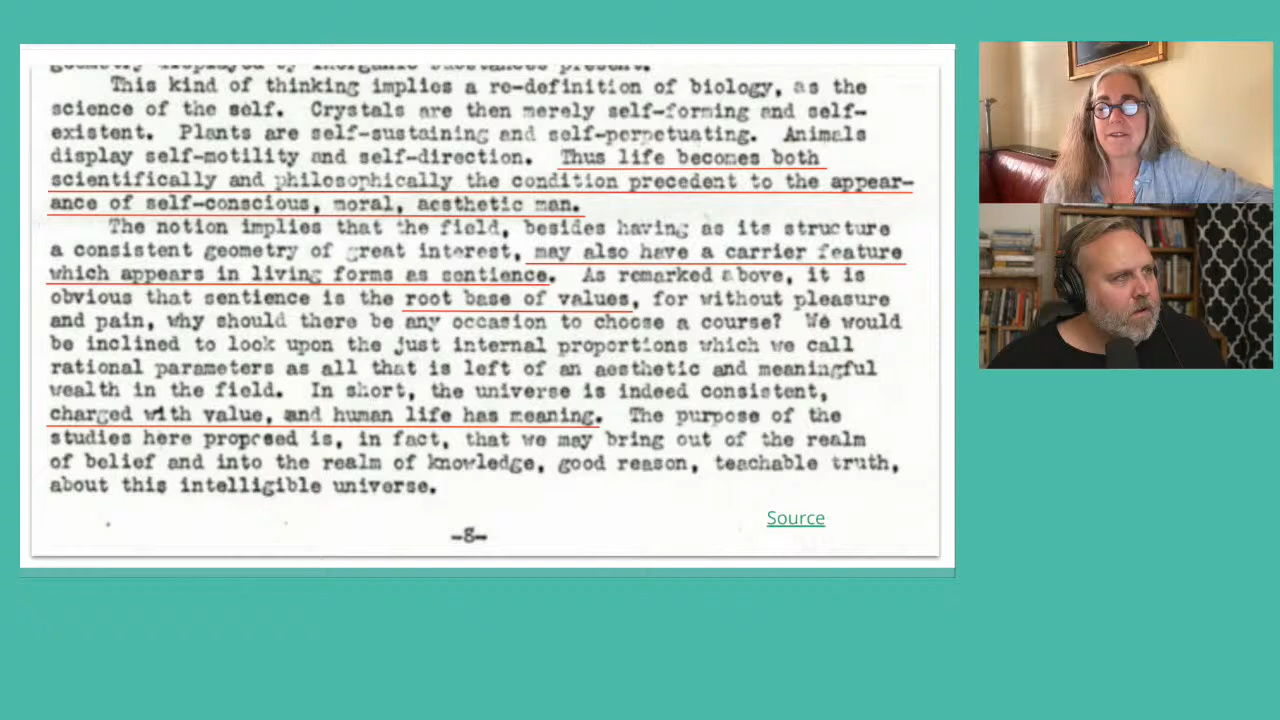 geometry displayed by inorganic substances present.
This kind of thinking implies a re-definition of biology, as the
science of the self. Crystals are then merely self-forming and self-
existent. Plants are self-sustaining and self-perpetuating. Animals
display self-motility and self-direction. Thus life becomes both
scientifically and philosophically the condition precedent to the appear-
ance of self-conscious, moral, aesthetic man.
The notion implies that the field, besides having as its structure
a consistent geometry of great interest, may also have a carrier feature
which appears in living forms as sentience. As remarked above, it is
obvious that sentience is the root base of values, for without pleasure
and pain, why should there be any occasion to choose a course? We would
be inclined to look upon the just internal proportions which we call
rational parameters as all that is left of an aesthetic and meaningful
wealth in the field. In short, the universe is indeed consistent,
charged with value, and human life has meaning. The purpose of the
studies here proposed is, in fact, that we may bring out of the realm
of belief and into the realm of knowledge, good reason, teachable truth,
about this intelligible universe.
Source
-8-